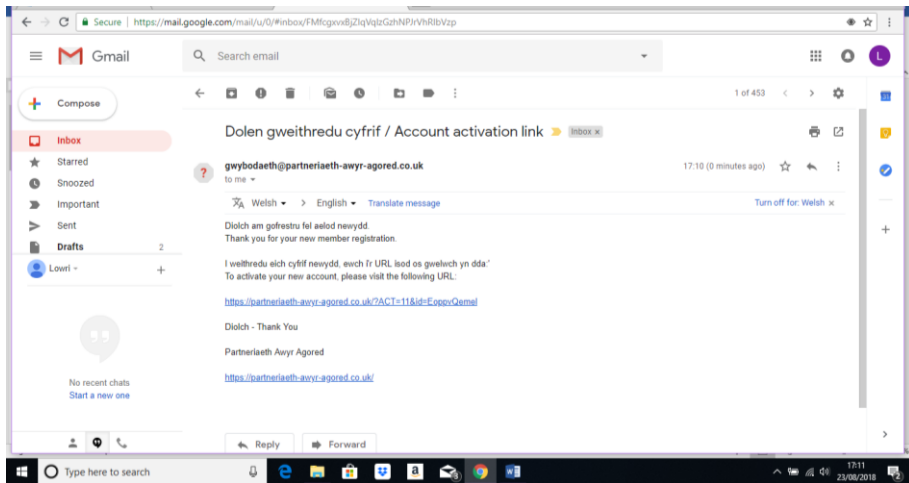 Secure | https://mail.google.com/mail/u/0/#inbox/FMfcgxvxBjZlqVqlzGzhNPJrVhRlbVzp
Gmail
Search email
L
Compose
1 of 453
Inbox
Starred
Snoozed
Important
Sent
Drafts 2
Lowri
No recent chats
Start a new one
Dolen gweithredu cyfrif / Account activation link Inbox x
gwybodaeth@partneriaeth-awyr-agored.co.uk 17:10 (0 minutes ago)
to me
Welsh > English Translate message Turn off for: Welsh x
Diolch am gofrestru fel aelod newydd.
Thank you for your new member registration.
I weithredu eich cyfrif newydd, ewch i'r URL isod os gwelwch yn dda:'
To activate your new account, please visit the following URL:
https://partneriaeth-awyr-agored.co.uk/?ACT=11&id=EoppvQemel
Diolch - Thank You
Partneriaeth Awyr Agored
https://partneriaeth-awyr-agored.co.uk/
Reply Forward
Type here to search
17:11
23/08/2018